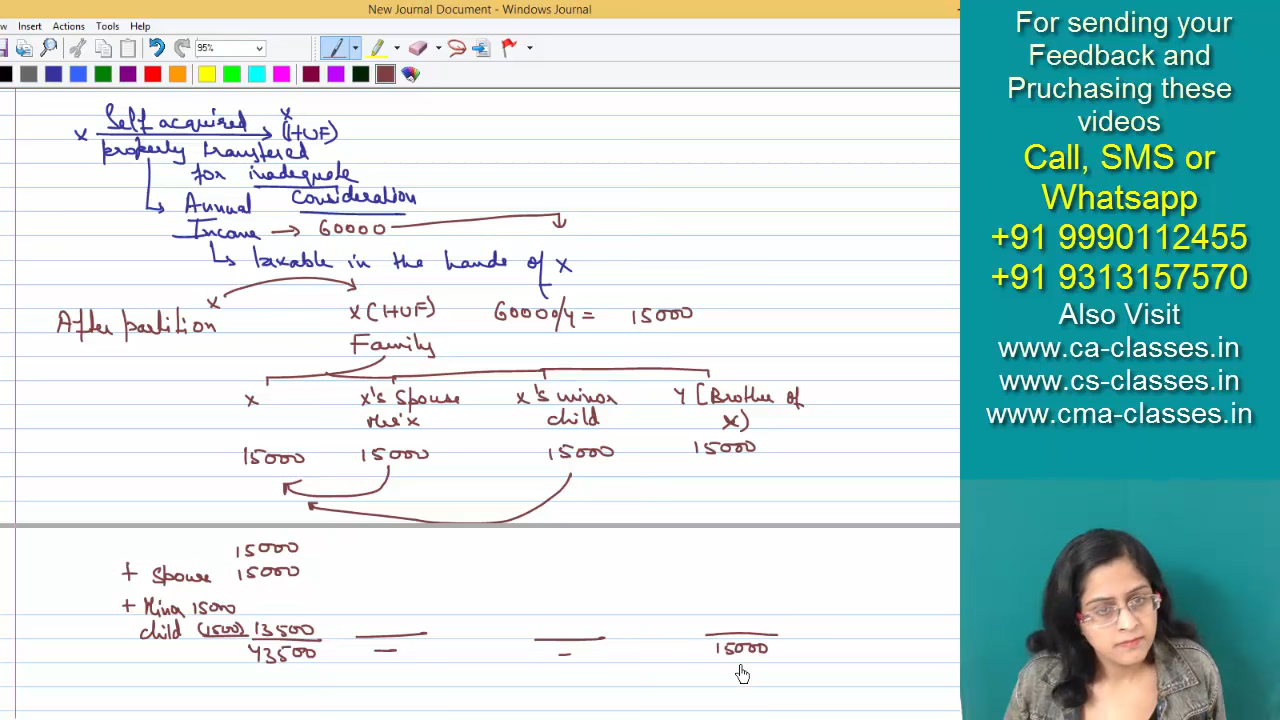 New Journal Document - Windows Journal
Insert Actions Tools Help
95%
x Self acquired x (HUF)
property transferred
for inadequate
consideration
Annual
Income → 60000
taxable in the hands of x
After partition x x (HUF) 60000/4 = 15000
Family
x x's Spouse x's minor Y [Brother of
child x)
15000 15000 15000 15000
15000
+ Spouse 15000
+ Minor 15000
child (1500) 13500
43500 — — 15000
For sending your
Feedback and
Pruchasing these
videos
Call, SMS or
Whatsapp
+91 9990112455
+91 9313157570
Also Visit
www.ca-classes.in
www.cs-classes.in
www.cma-classes.in